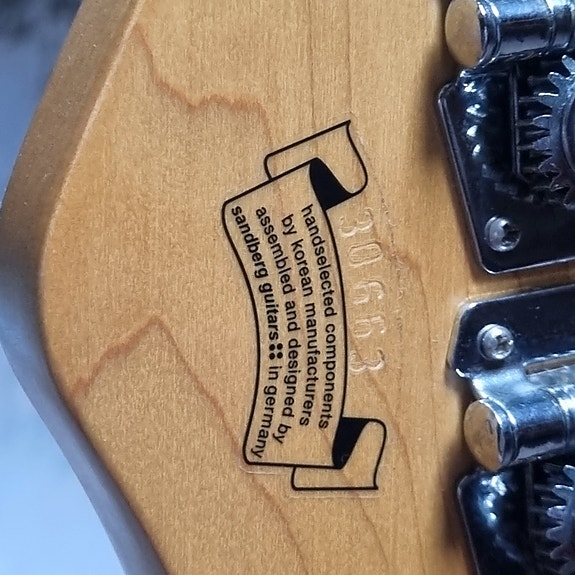 handselected components
by korean manufacturers
assembled and designed by
sandberg guitars :: in germany
30663